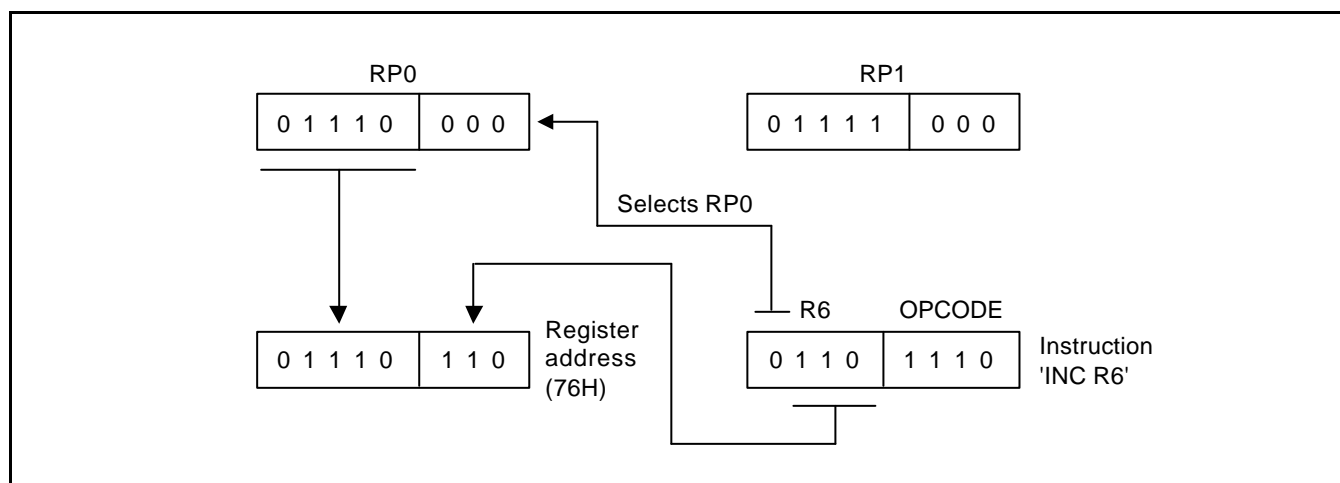 RP0
RP1
0 1 1 1 0 0 0 0
0 1 1 1 1 0 0 0
Selects RP0
R6 OPCODE
0 1 1 1 0 1 1 0
Register
address
(76H)
0 1 1 0 1 1 1 0
Instruction
'INC R6'